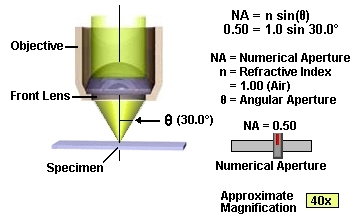 NA = n sin(θ)
0.50 = 1.0 sin 30.0°
Objective
NA = Numerical Aperture
n = Refractive Index
= 1.00 (Air)
θ = Angular Aperture
Front Lens
θ (30.0°)
NA = 0.50
Specimen
Numerical Aperture
Approximate
Magnification
40x